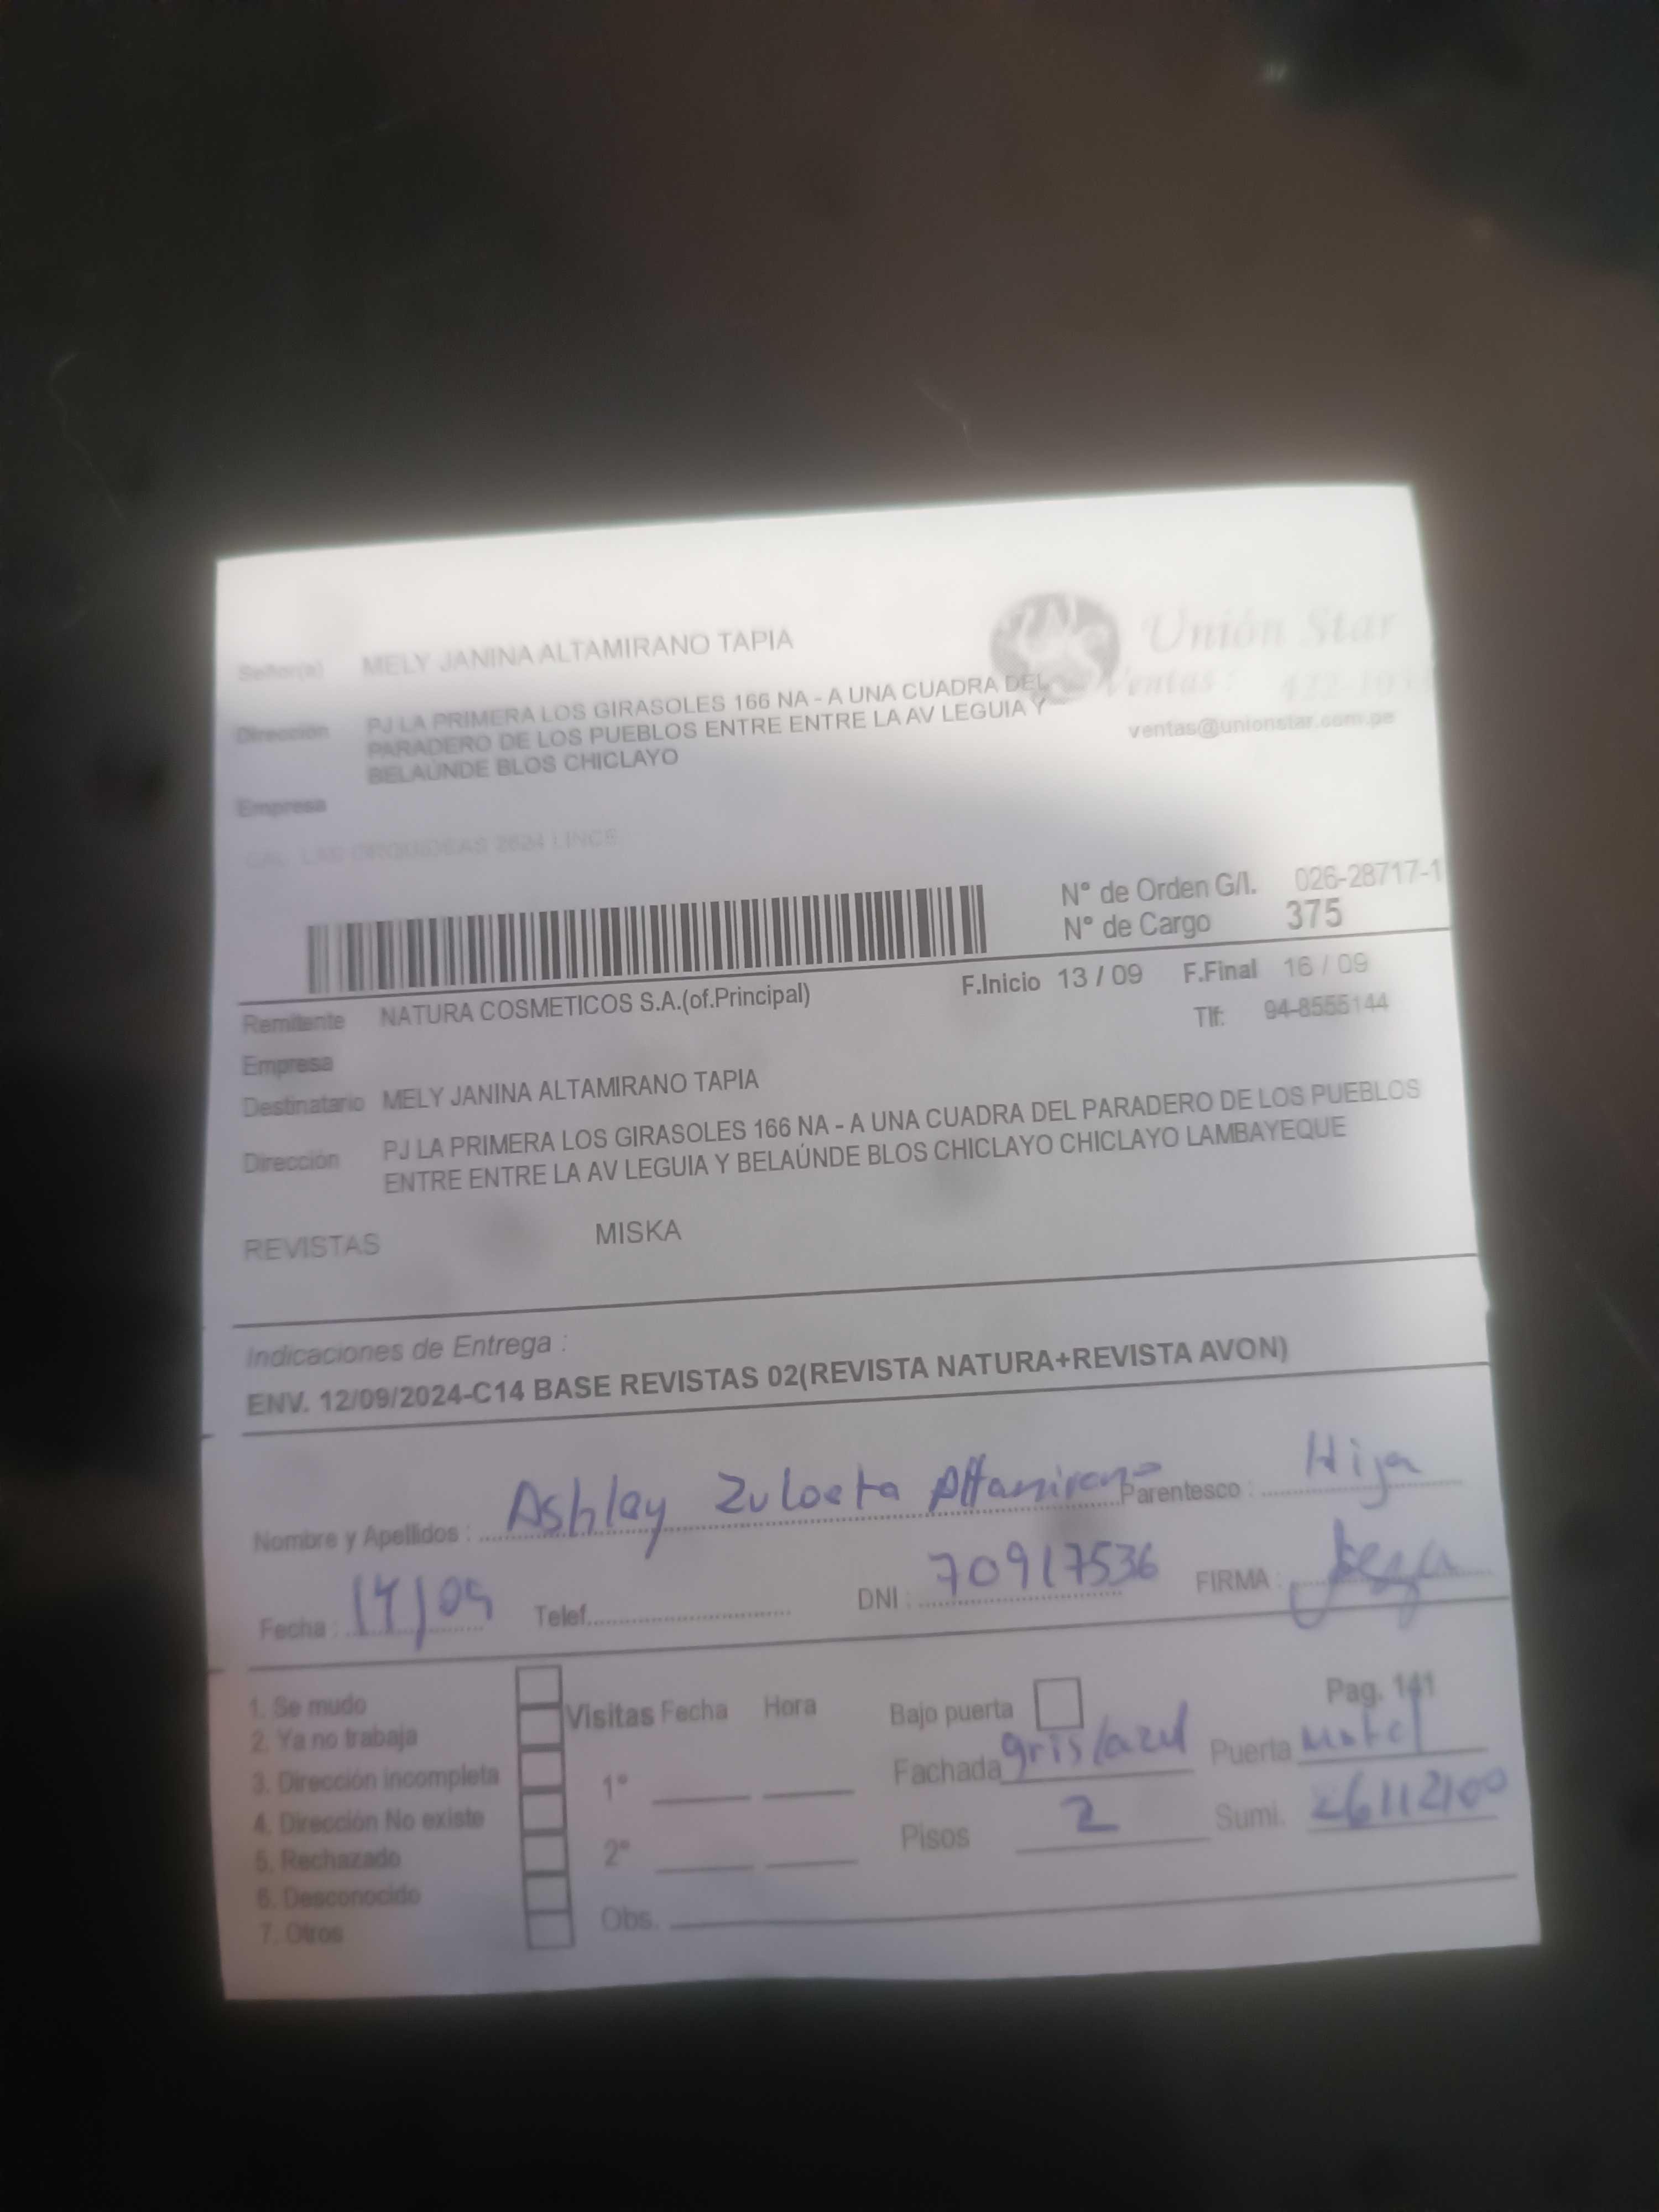 Señor(a) MELY JANINA ALTAMIRANO TAPIA
Unión Star
Ventas :
ventas@unionstar.com.pe
Dirección PJ LA PRIMERA LOS GIRASOLES 166 NA - A UNA CUADRA DEL
PARADERO DE LOS PUEBLOS ENTRE ENTRE LA AV LEGUIA Y
BELAÚNDE BLOS CHICLAYO
Empresa
2624 LINCE
N° de Orden G/I. 026-28717-1
N° de Cargo 375
F.Inicio 13 / 09 F.Final 16 / 09
Remitente NATURA COSMETICOS S.A.(of.Principal)
Tlf: 94-8555144
Empresa
Destinatario MELY JANINA ALTAMIRANO TAPIA
Dirección PJ LA PRIMERA LOS GIRASOLES 166 NA - A UNA CUADRA DEL PARADERO DE LOS PUEBLOS
ENTRE ENTRE LA AV LEGUIA Y BELAÚNDE BLOS CHICLAYO CHICLAYO LAMBAYEQUE
REVISTAS MISKA
Indicaciones de Entrega :
ENV. 12/09/2024-C14 BASE REVISTAS 02(REVISTA NATURA+REVISTA AVON)
Nombre y Apellidos : Ashley Zuloeta Altamirano Parentesco : Hija
Fecha : 14/09 Telef. DNI : 70917536 FIRMA :
1. Se mudo
2. Ya no trabaja
3. Dirección incompleta
4. Dirección No existe
5. Rechazado
6. Desconocido
7. Otros
Visitas Fecha Hora
1°
2°
Obs.
Bajo puerta Pag. 141
Fachada gris/azul Puerta Metal
Pisos 2 Sumi. 26112100